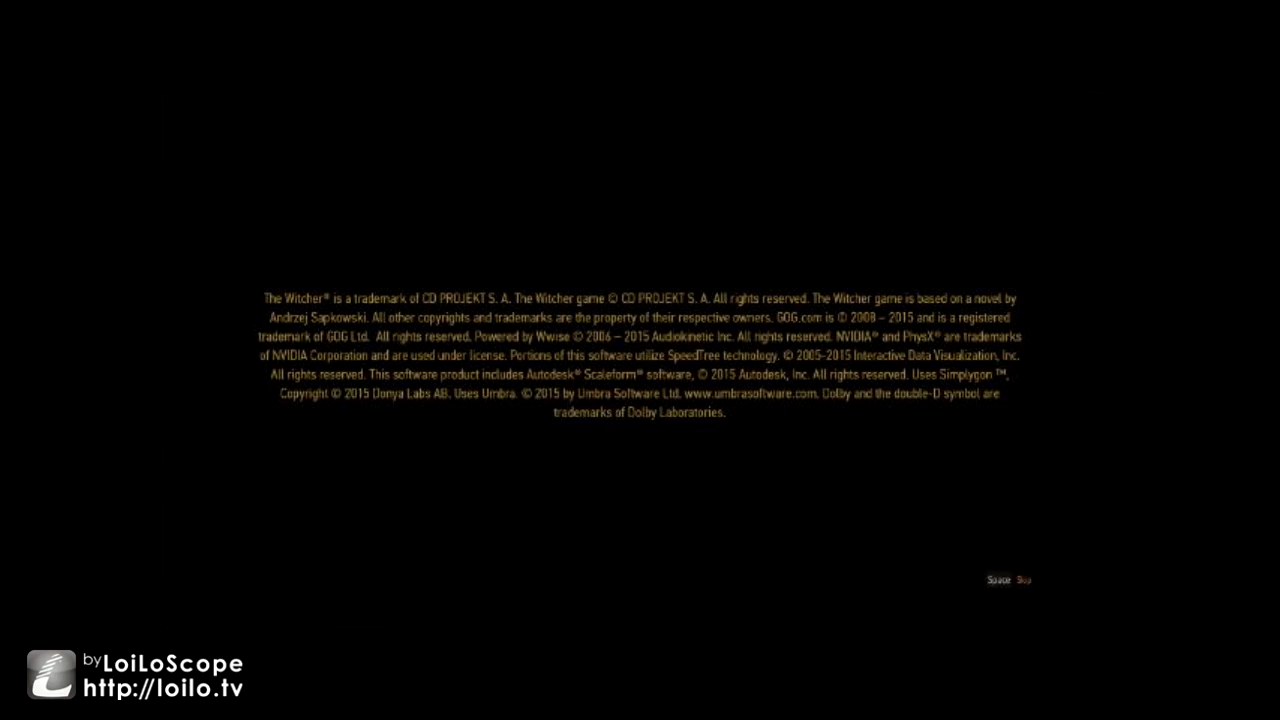 The Witcher® is a trademark of CD PROJEKT S. A. The Witcher game © CD PROJEKT S. A. All rights reserved. The Witcher game is based on a novel by
Andrzej Sapkowski. All other copyrights and trademarks are the property of their respective owners. GOG.com is © 2008 – 2015 and is a registered
trademark of GOG Ltd. All rights reserved. Powered by Wwise © 2006 – 2015 Audiokinetic Inc. All rights reserved. NVIDIA® and PhysX® are trademarks
of NVIDIA Corporation and are used under license. Portions of this software utilize SpeedTree technology. © 2005-2015 Interactive Data Visualization, Inc.
All rights reserved. This software product includes Autodesk® Scaleform® software, © 2015 Autodesk, Inc. All rights reserved. Uses Simplygon ™,
Copyright © 2015 Donya Labs AB. Uses Umbra. © 2015 by Umbra Software Ltd. www.umbrasoftware.com. Dolby and the double-D symbol are
trademarks of Dolby Laboratories.
Space Skip
by LoiLoScope
http://loilo.tv